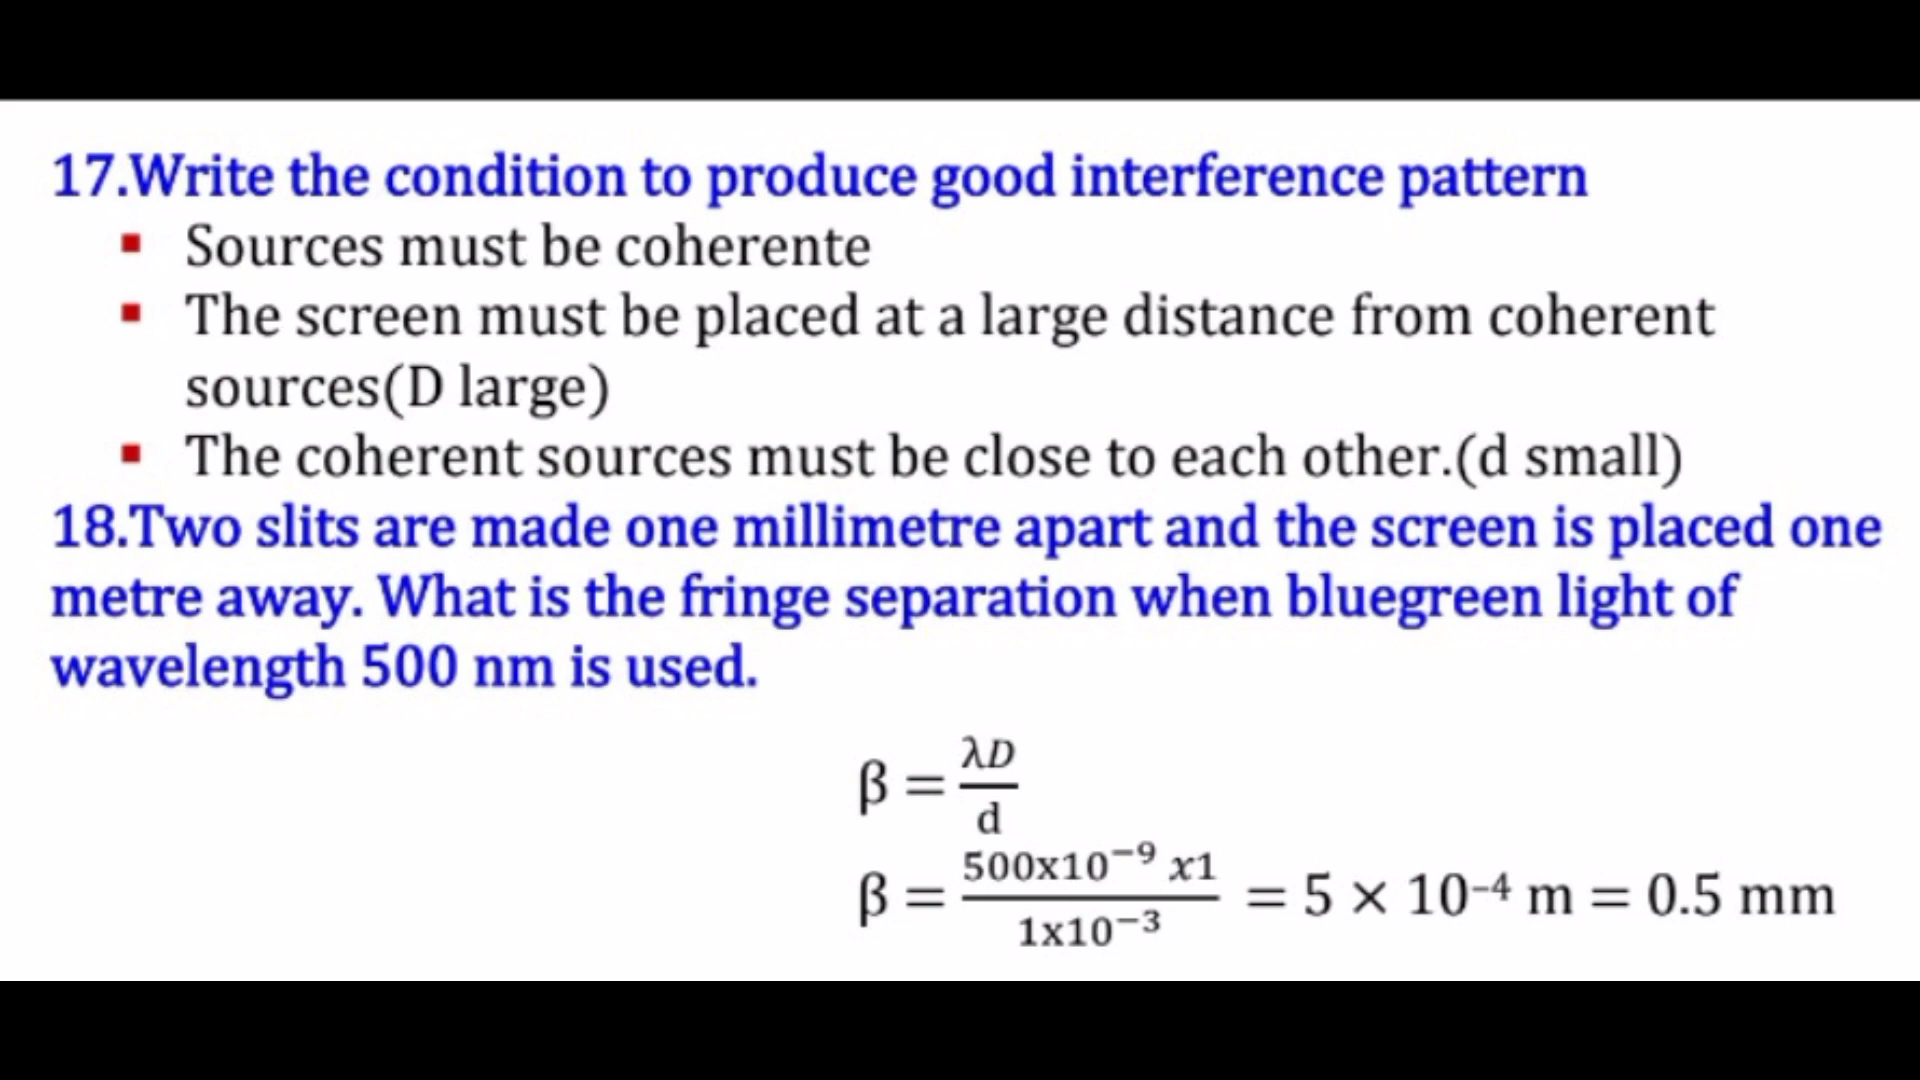 17.Write the condition to produce good interference pattern
▪ Sources must be coherente
▪ The screen must be placed at a large distance from coherent
sources(D large)
▪ The coherent sources must be close to each other.(d small)
18.Two slits are made one millimetre apart and the screen is placed one
metre away. What is the fringe separation when bluegreen light of
wavelength 500 nm is used.
β = λD/d
β = 500x10⁻⁹ x1/1x10⁻³ = 5 × 10⁻⁴ m = 0.5 mm